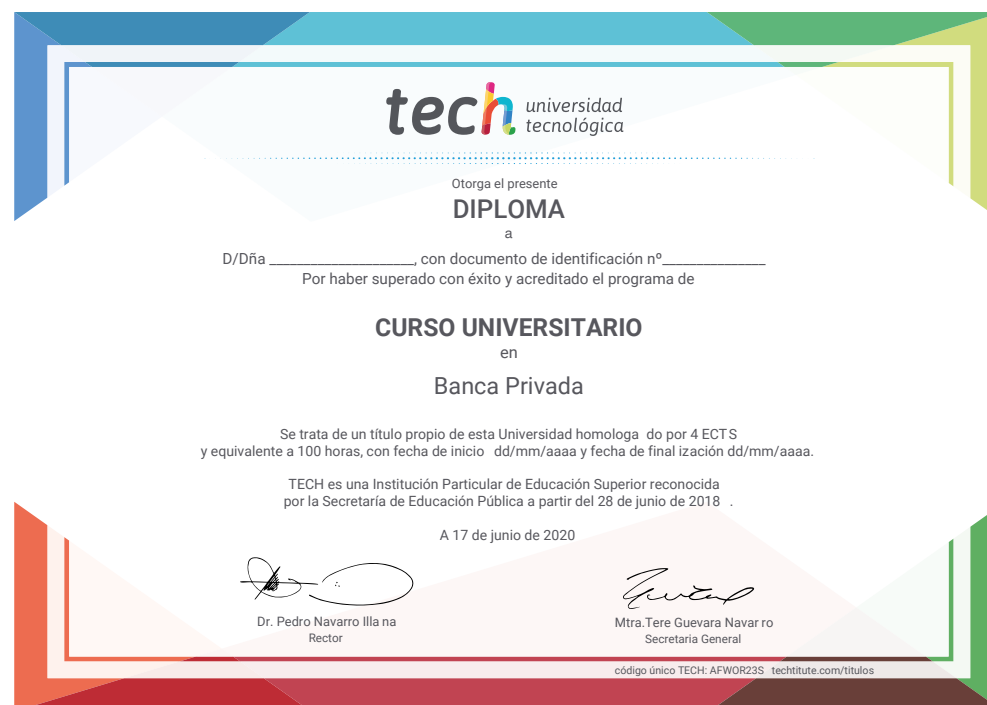 tech universidad
tecnológica
Otorga el presente
DIPLOMA
a
D/Dña ____________________, con documento de identificación nº______________
Por haber superado con éxito y acreditado el programa de
CURSO UNIVERSITARIO
en
Banca Privada
Se trata de un título propio de esta Universidad homologa do por 4 ECTS
y equivalente a 100 horas, con fecha de inicio dd/mm/aaaa y fecha de final ización dd/mm/aaaa.
TECH es una Institución Particular de Educación Superior reconocida
por la Secretaría de Educación Pública a partir del 28 de junio de 2018 .
A 17 de junio de 2020
Dr. Pedro Navarro Illa na
Rector
Mtra.Tere Guevara Navar ro
Secretaria General
código único TECH: AFWOR23S techtitute.com/titulos